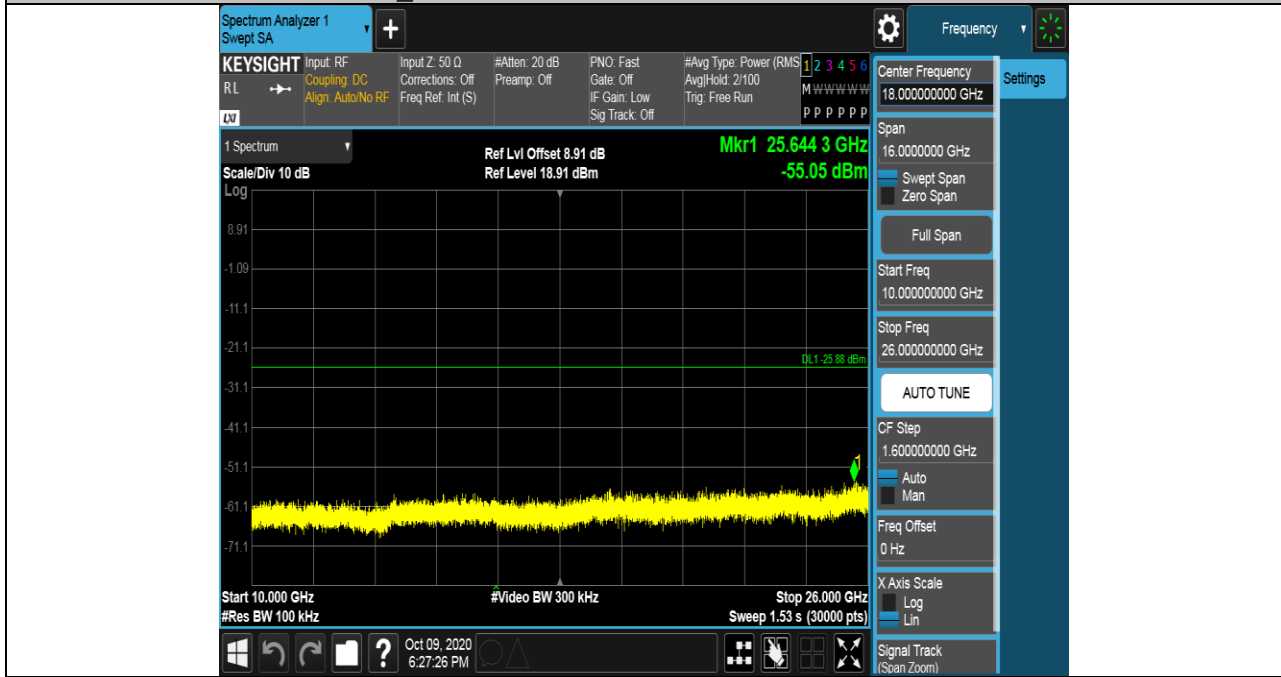 Spectrum Analyzer 1
Swept SA
+
Frequency
KEYSIGHT
RL
LXI
Input: RF
Coupling: DC
Align: Auto/No RF
Input Z: 50 Ω
Corrections: Off
Freq Ref: Int (S)
#Atten: 20 dB
Preamp: Off
PNO: Fast
Gate: Off
IF Gain: Low
Sig Track: Off
#Avg Type: Power (RMS
Avg|Hold: 2/100
Trig: Free Run
1 2 3 4 5 6
M W W W W W
P P P P P P
1 Spectrum
Scale/Div 10 dB
Log
Ref Lvl Offset 8.91 dB
Ref Level 18.91 dBm
Mkr1 25.644 3 GHz
-55.05 dBm
8.91
-1.09
-11.1
-21.1
DL1 -25.88 dBm
-31.1
-41.1
-51.1
1
-61.1
-71.1
Start 10.000 GHz
#Res BW 100 kHz
#Video BW 300 kHz
Stop 26.000 GHz
Sweep 1.53 s (30000 pts)
?
Oct 09, 2020
6:27:26 PM
Center Frequency
18.000000000 GHz
Settings
Span
16.0000000 GHz
Swept Span
Zero Span
Full Span
Start Freq
10.000000000 GHz
Stop Freq
26.000000000 GHz
AUTO TUNE
CF Step
1.600000000 GHz
Auto
Man
Freq Offset
0 Hz
X Axis Scale
Log
Lin
Signal Track
(Span Zoom)